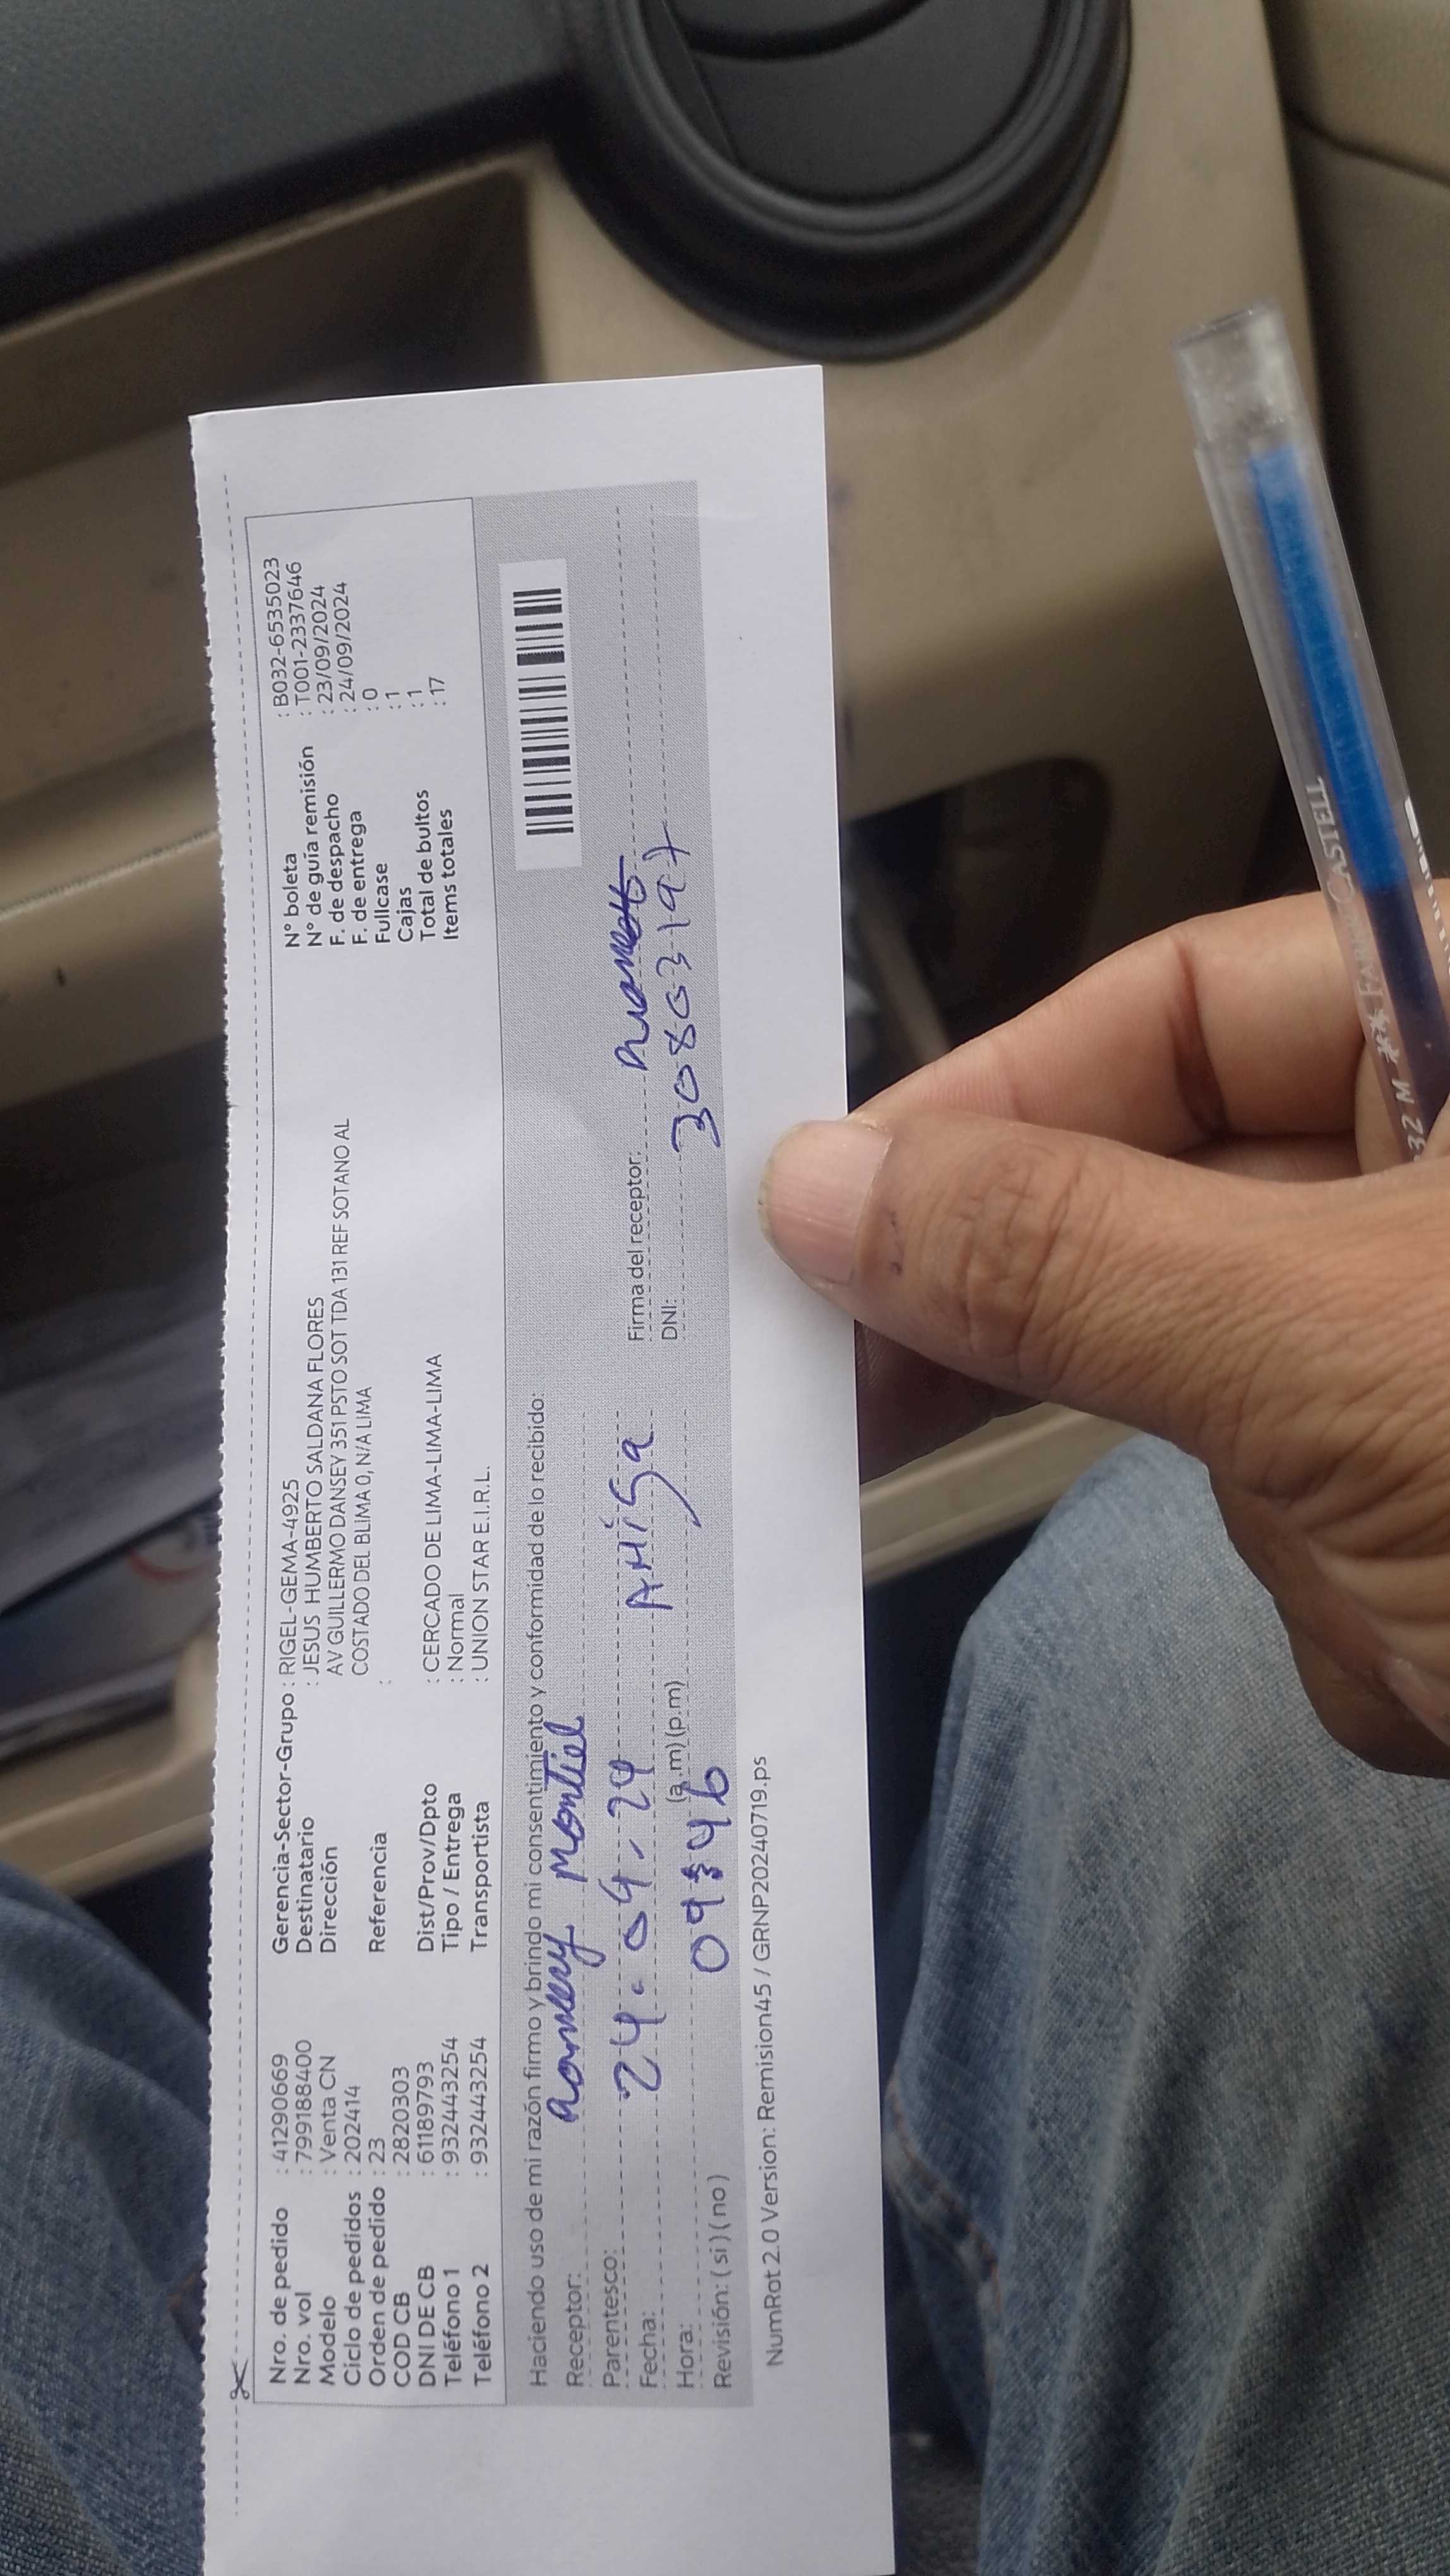 Nro. de pedido : 41290669 Gerencia-Sector-Grupo : RIGEL-GEMA-4925 N° boleta : B032-6535023
Nro. vol : 799188400 Destinatario : JESUS HUMBERTO SALDANA FLORES N° de guía remisión : T001-2337646
Modelo : Venta CN Dirección AV GUILLERMO DANSEY 351 PSTO SOT TDA 131 REF SOTANO AL F. de despacho : 23/09/2024
Ciclo de pedidos : 202414 COSTADO DEL BLIMA 0, N/A LIMA F. de entrega : 24/09/2024
Orden de pedido : 23 Referencia : Fullcase : 0
COD CB : 2820303 Cajas : 1
DNI DE CB : 61189793 Dist/Prov/Dpto : CERCADO DE LIMA-LIMA-LIMA Total de bultos : 1
Teléfono 1 : 932443254 Tipo / Entrega : Normal Items totales : 17
Teléfono 2 : 932443254 Transportista : UNION STAR E.I.R.L.
Haciendo uso de mi razón firmo y brindo mi consentimiento y conformidad de lo recibido:
Receptor: montiel
Parentesco: Amiga Firma del receptor:
Fecha: 24.09.24 DNI: 30803197
Hora: 09:46 (a.m) (p.m)
Revisión: ( si ) ( no )
NumRot 2.0 Version: Remision45 / GRNP20240719.ps
FABER-CASTELL
032 M